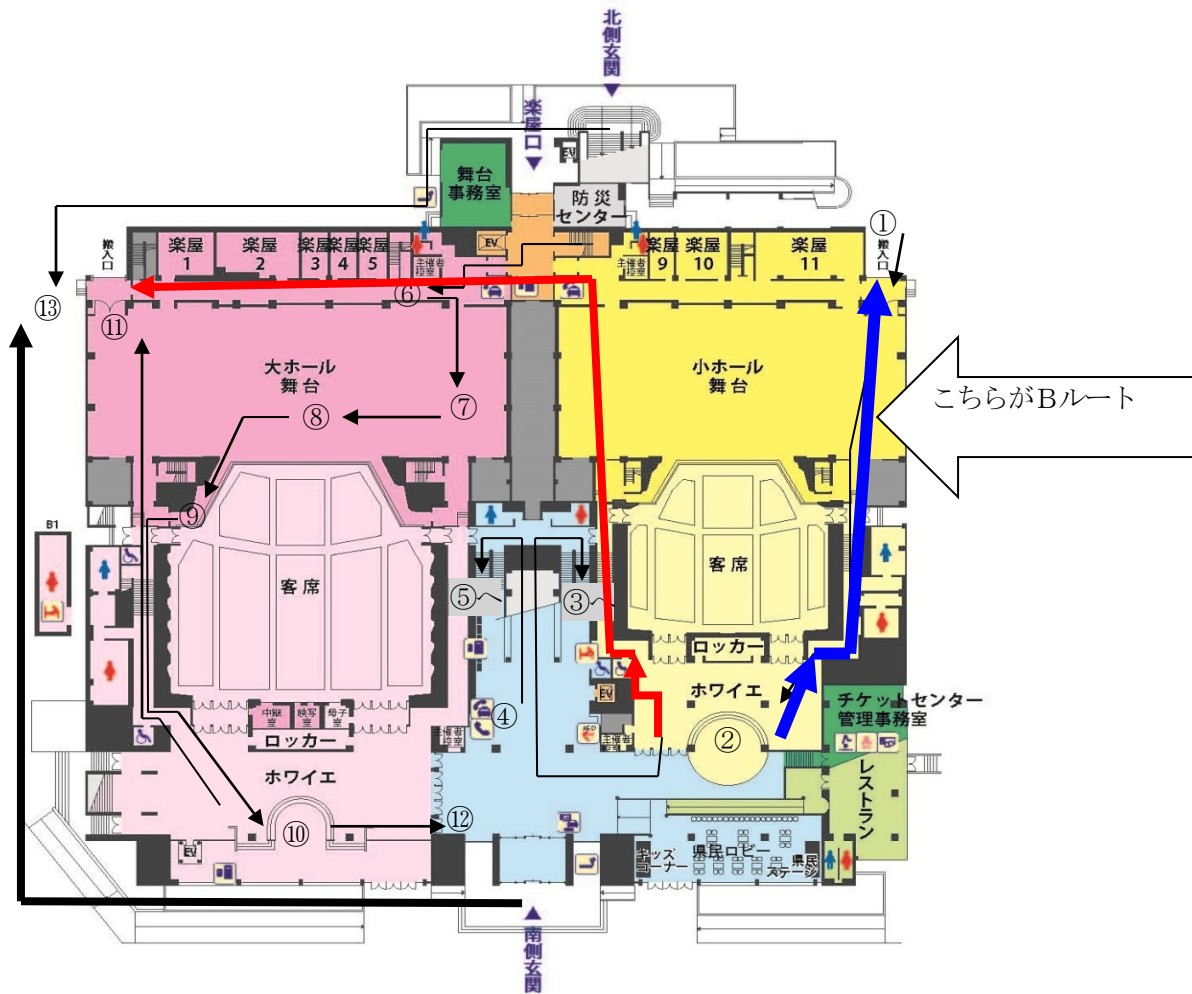 北側玄関
楽屋口
EV
舞台
事務室
防災
センター
①
搬入口
楽屋
1
楽屋
2
楽屋
3
楽屋
4
楽屋
5
主催者
控室
EV
主催者
控室
楽屋
9
楽屋
10
楽屋
11
搬入口
⑥
⑬
⑪
大ホール
舞台
小ホール
舞台
こちらがBルート
⑦
⑧
⑨
B1
客席
客席
⑤
③
ロッカー
ホワイエ
EV
チケットセンター
管理事務室
中継
室
映写
室
母子
室
④
AED
②
主催者
控室
主催者
控室
ロッカー
ホワイエ
レストラン
⑩
⑫
EV
キッズ
コーナー
県民ロビー
県民
ステージ
南側玄関